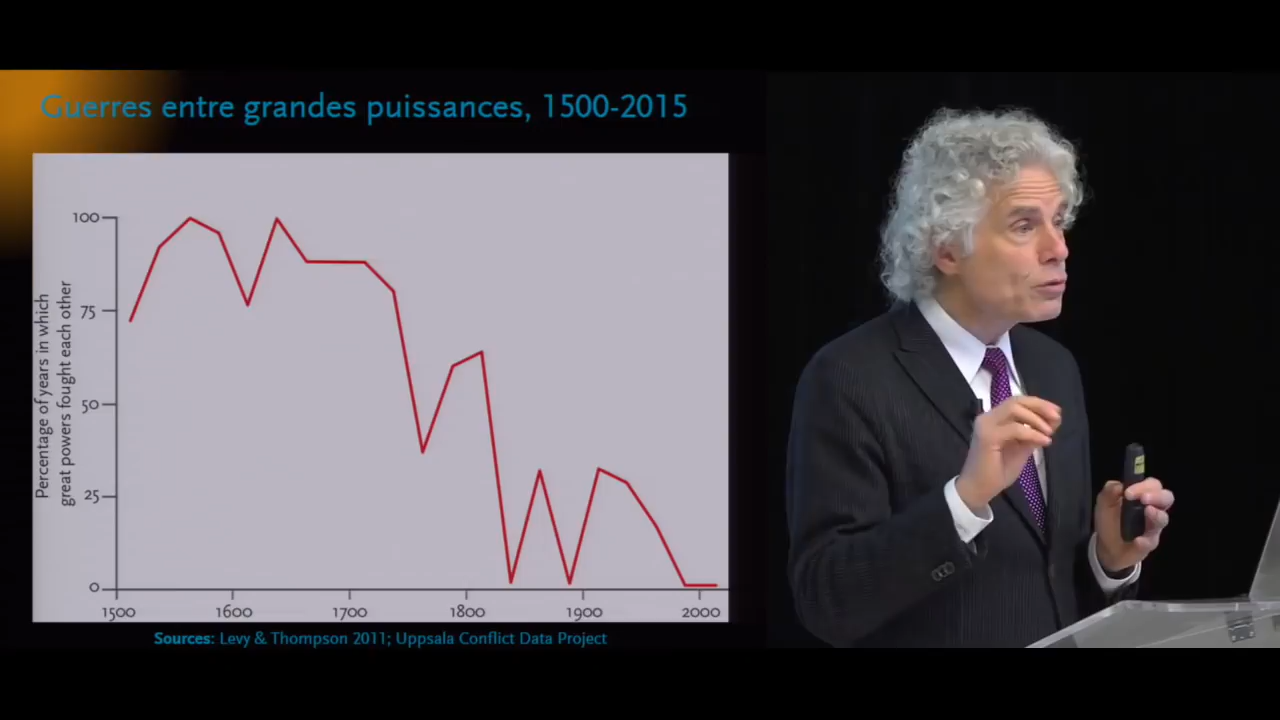 Guerres entre grandes puissances, 1500-2015
Percentage of years in which
great powers fought each other
100
75
50
25
0
1500 1600 1700 1800 1900 2000
Sources: Levy & Thompson 2011; Uppsala Conflict Data Project